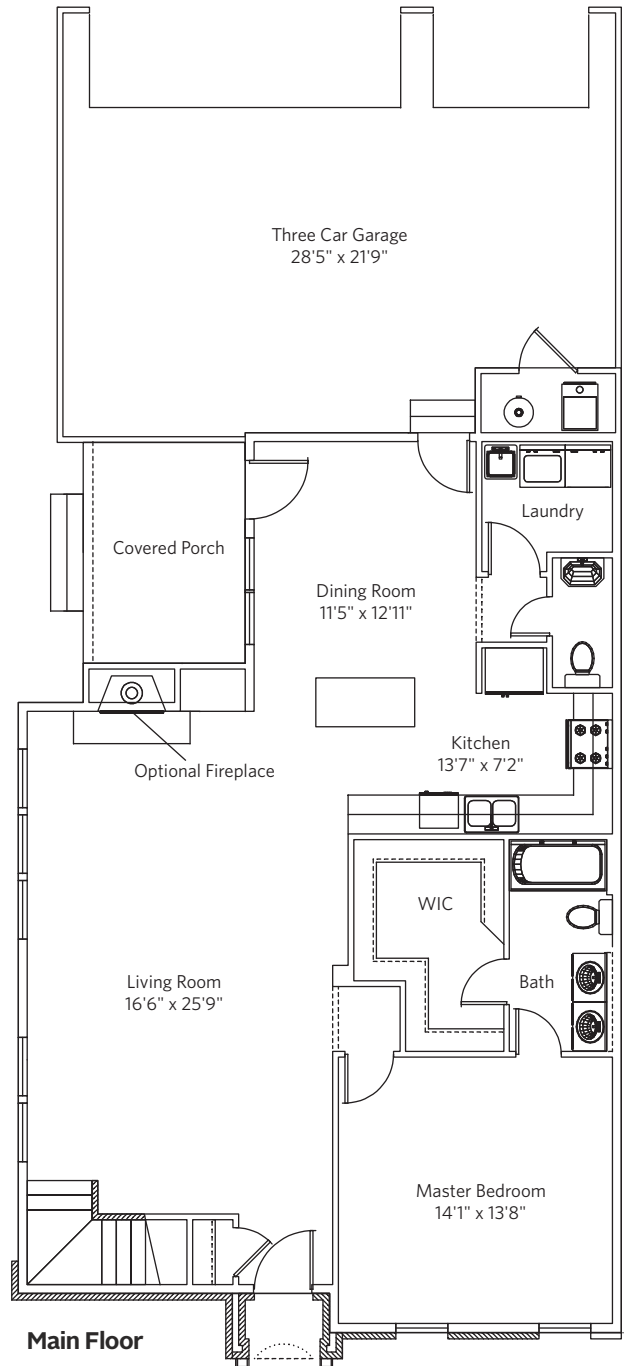 Three Car Garage
28'5" x 21'9"
Laundry
Covered Porch
Dining Room
11'5" x 12'11"
Kitchen
13'7" x 7'2"
Optional Fireplace
WIC
Living Room
16'6" x 25'9"
Bath
Master Bedroom
14'1" x 13'8"
Main Floor